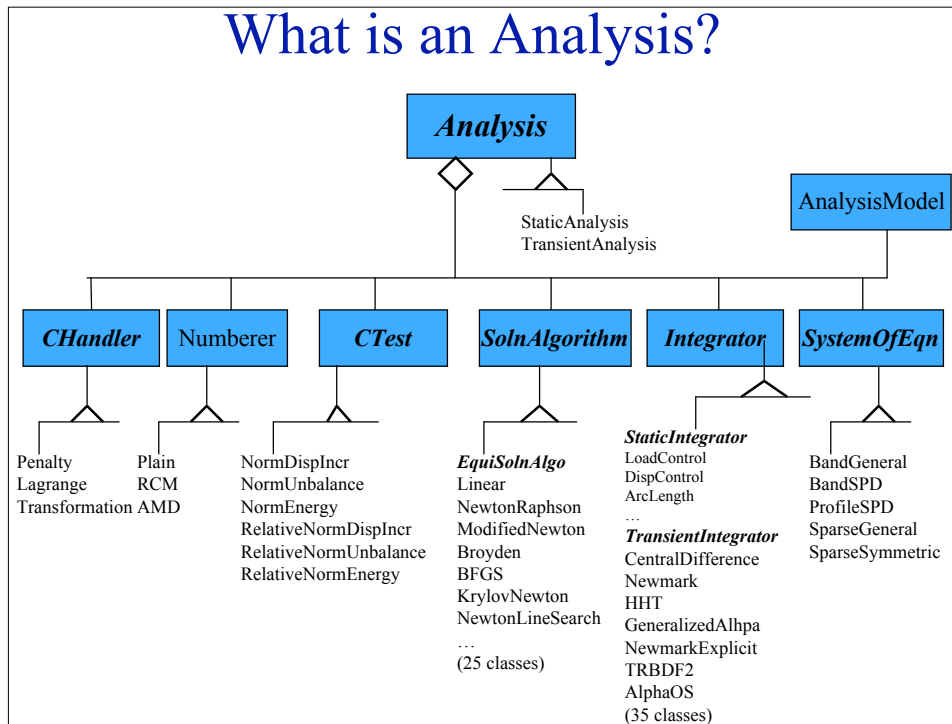 What is an Analysis?
Analysis
AnalysisModel
StaticAnalysis
TransientAnalysis
CHandler
Numberer
CTest
SolnAlgorithm
Integrator
SystemOfEqn
Penalty
Lagrange
Transformation
Plain
RCM
AMD
NormDispIncr
NormUnbalance
NormEnergy
RelativeNormDispIncr
RelativeNormUnbalance
RelativeNormEnergy
EquiSolnAlgo
Linear
NewtonRaphson
ModifiedNewton
Broyden
BFGS
KrylovNewton
NewtonLineSearch
…
(25 classes)
StaticIntegrator
LoadControl
DispControl
ArcLength
…
TransientIntegrator
CentralDifference
Newmark
HHT
GeneralizedAlhpa
NewmarkExplicit
TRBDF2
AlphaOS
(35 classes)
BandGeneral
BandSPD
ProfileSPD
SparseGeneral
SparseSymmetric